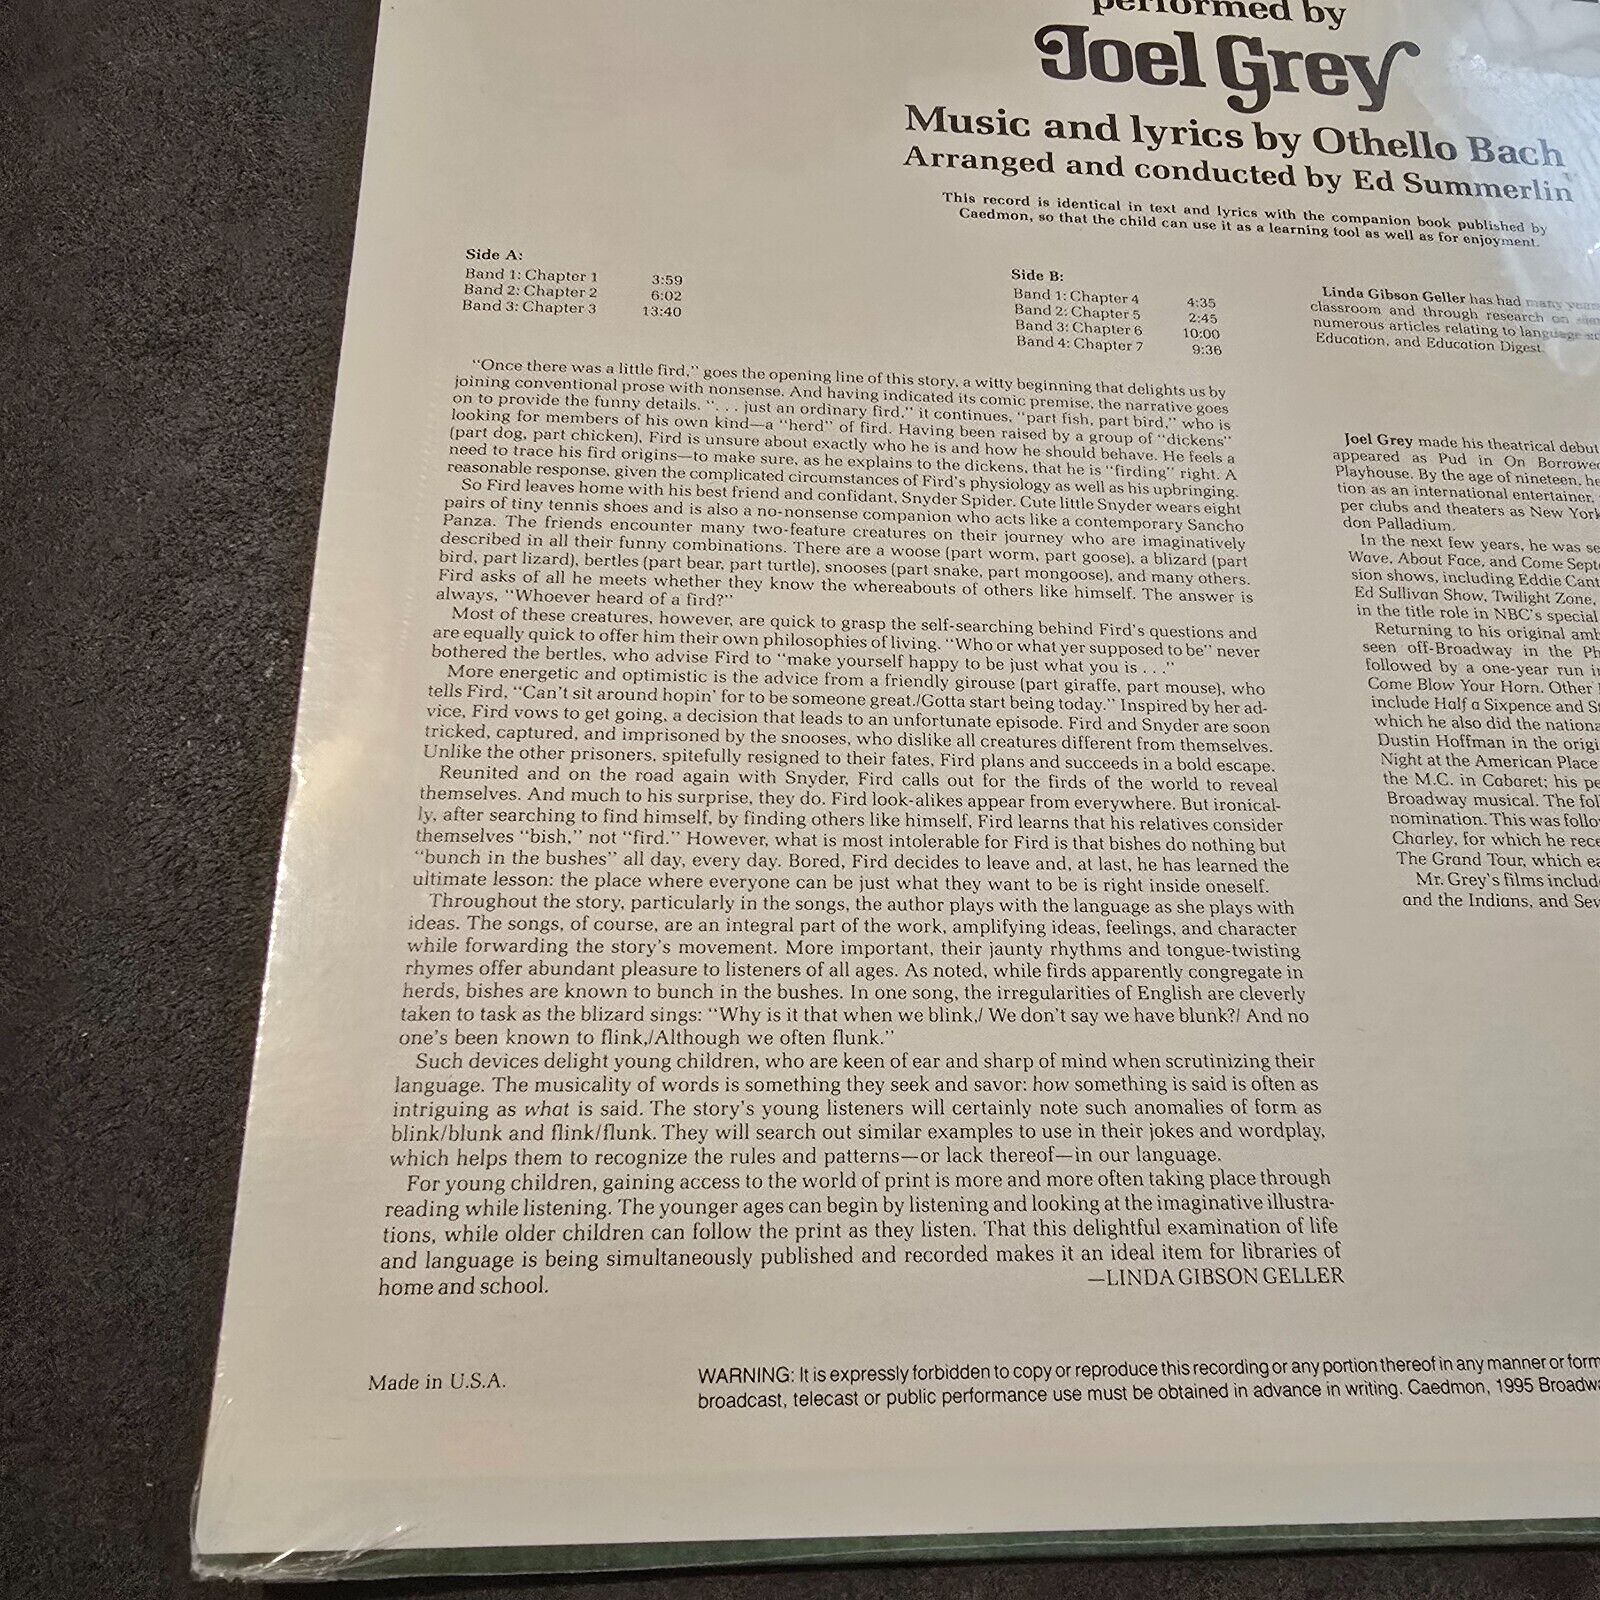 performed by
Joel Grey
Music and lyrics by Othello Bach
Arranged and conducted by Ed Summerlin
This record is identical in text and lyrics with the companion book published by
Caedmon, so that the child can use it as a learning tool as well as for enjoyment.
Side A:
Band 1: Chapter 1 3:59
Band 2: Chapter 2 6:02
Band 3: Chapter 3 13:40
Side B:
Band 1: Chapter 4 4:35
Band 2: Chapter 5 2:45
Band 3: Chapter 6 10:00
Band 4: Chapter 7 9:36
"Once there was a little fird," goes the opening line of this story, a witty beginning that delights us by
joining conventional prose with nonsense. And having indicated its comic premise, the narrative goes
on to provide the funny details. ". . . just an ordinary fird," it continues, "part fish, part bird," who is
looking for members of his own kind—a "herd" of fird. Having been raised by a group of "dickens"
(part dog, part chicken), Fird is unsure about exactly who he is and how he should behave. He feels a
need to trace his fird origins—to make sure, as he explains to the dickens, that he is "firding" right. A
reasonable response, given the complicated circumstances of Fird's physiology as well as his upbringing.
So Fird leaves home with his best friend and confidant, Snyder Spider. Cute little Snyder wears eight
pairs of tiny tennis shoes and is also a no-nonsense companion who acts like a contemporary Sancho
Panza. The friends encounter many two-feature creatures on their journey who are imaginatively
described in all their funny combinations. There are a woose (part worm, part goose), a blizard (part
bird, part lizard), bertles (part bear, part turtle), snooses (part snake, part mongoose), and many others.
Fird asks of all he meets whether they know the whereabouts of others like himself. The answer is
always, "Whoever heard of a fird?"
Most of these creatures, however, are quick to grasp the self-searching behind Fird's questions and
are equally quick to offer him their own philosophies of living. "Who or what yer supposed to be" never
bothered the bertles, who advise Fird to "make yourself happy to be just what you is . . ."
More energetic and optimistic is the advice from a friendly girouse (part giraffe, part mouse), who
tells Fird, "Can't sit around hopin' for to be someone great./Gotta start being today." Inspired by her ad-
vice, Fird vows to get going, a decision that leads to an unfortunate episode. Fird and Snyder are soon
tricked, captured, and imprisoned by the snooses, who dislike all creatures different from themselves.
Unlike the other prisoners, spitefully resigned to their fates, Fird plans and succeeds in a bold escape.
Reunited and on the road again with Snyder, Fird calls out for the firds of the world to reveal
themselves. And much to his surprise, they do. Fird look-alikes appear from everywhere. But ironical-
ly, after searching to find himself, by finding others like himself, Fird learns that his relatives consider
themselves "bish," not "fird." However, what is most intolerable for Fird is that bishes do nothing but
"bunch in the bushes" all day, every day. Bored, Fird decides to leave and, at last, he has learned the
ultimate lesson: the place where everyone can be just what they want to be is right inside oneself.
Throughout the story, particularly in the songs, the author plays with the language as she plays with
ideas. The songs, of course, are an integral part of the work, amplifying ideas, feelings, and character
while forwarding the story's movement. More important, their jaunty rhythms and tongue-twisting
rhymes offer abundant pleasure to listeners of all ages. As noted, while firds apparently congregate in
herds, bishes are known to bunch in the bushes. In one song, the irregularities of English are cleverly
taken to task as the blizard sings: "Why is it that when we blink,/ We don't say we have blunk?/ And no
one's been known to flink,/Although we often flunk."
Such devices delight young children, who are keen of ear and sharp of mind when scrutinizing their
language. The musicality of words is something they seek and savor: how something is said is often as
intriguing as what is said. The story's young listeners will certainly note such anomalies of form as
blink/blunk and flink/flunk. They will search out similar examples to use in their jokes and wordplay,
which helps them to recognize the rules and patterns—or lack thereof—in our language.
For young children, gaining access to the world of print is more and more often taking place through
reading while listening. The younger ages can begin by listening and looking at the imaginative illustra-
tions, while older children can follow the print as they listen. That this delightful examination of life
and language is being simultaneously published and recorded makes it an ideal item for libraries of
home and school. —LINDA GIBSON GELLER
Linda Gibson Geller has had many years
classroom and through research on
numerous articles relating to language
Education, and Education Digest.
Joel Grey made his theatrical debut
appeared as Pud in On Borrowed
Playhouse. By the age of nineteen, he
tion as an international entertainer,
per clubs and theaters as New York
don Palladium.
In the next few years, he was se
Wave, About Face, and Come Sept
sion shows, including Eddie Cant
Ed Sullivan Show, Twilight Zone,
in the title role in NBC's special
Returning to his original amb
seen off-Broadway in the Ph
followed by a one-year run i
Come Blow Your Horn. Other
include Half a Sixpence and St
which he also did the nationa
Dustin Hoffman in the origi
Night at the American Place
the M.C. in Cabaret; his pe
Broadway musical. The fol
nomination. This was follo
Charley, for which he rece
The Grand Tour, which ea
Mr. Grey's films includ
and the Indians, and Sev
Made in U.S.A.
WARNING: It is expressly forbidden to copy or reproduce this recording or any portion thereof in any manner or form
broadcast, telecast or public performance use must be obtained in advance in writing. Caedmon, 1995 Broadwa